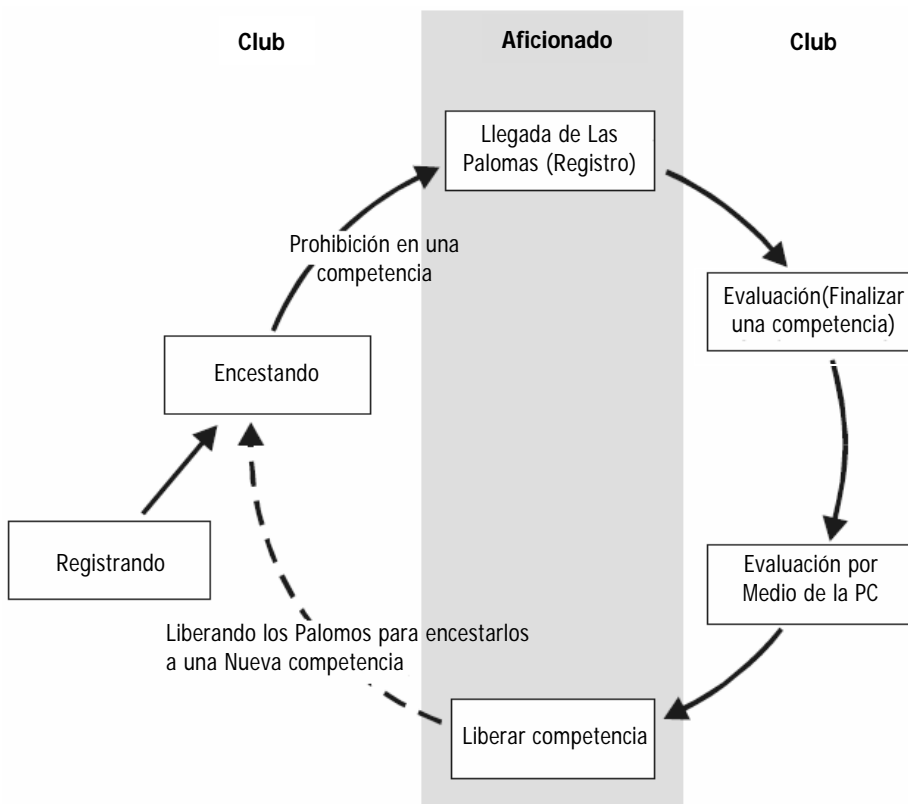 Club
Aficionado
Club
Llegada de Las
Palomas (Registro)
Prohibición en una
competencia
Evaluación(Finalizar
una competencia)
Encestando
Registrando
Evaluación por
Medio de la PC
Liberando los Palomos para encestarlos
a una Nueva competencia
Liberar competencia